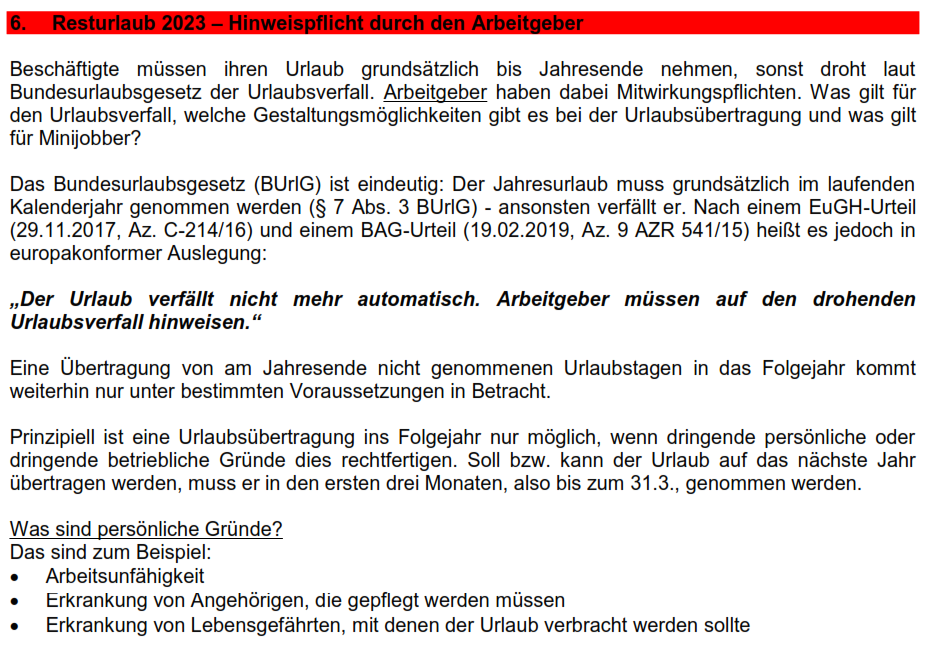 6. Resturlaub 2023 – Hinweispflicht durch den Arbeitgeber
Beschäftigte müssen ihren Urlaub grundsätzlich bis Jahresende nehmen, sonst droht laut
Bundesurlaubsgesetz der Urlaubsverfall. Arbeitgeber haben dabei Mitwirkungspflichten. Was gilt für
den Urlaubsverfall, welche Gestaltungsmöglichkeiten gibt es bei der Urlaubsübertragung und was gilt
für Minijobber?
Das Bundesurlaubsgesetz (BUrlG) ist eindeutig: Der Jahresurlaub muss grundsätzlich im laufenden
Kalenderjahr genommen werden (§ 7 Abs. 3 BUrlG) - ansonsten verfällt er. Nach einem EuGH-Urteil
(29.11.2017, Az. C-214/16) und einem BAG-Urteil (19.02.2019, Az. 9 AZR 541/15) heißt es jedoch in
europakonformer Auslegung:
„Der Urlaub verfällt nicht mehr automatisch. Arbeitgeber müssen auf den drohenden
Urlaubsverfall hinweisen.“
Eine Übertragung von am Jahresende nicht genommenen Urlaubstagen in das Folgejahr kommt
weiterhin nur unter bestimmten Voraussetzungen in Betracht.
Prinzipiell ist eine Urlaubsübertragung ins Folgejahr nur möglich, wenn dringende persönliche oder
dringende betriebliche Gründe dies rechtfertigen. Soll bzw. kann der Urlaub auf das nächste Jahr
übertragen werden, muss er in den ersten drei Monaten, also bis zum 31.3., genommen werden.
Was sind persönliche Gründe?
Das sind zum Beispiel:
• Arbeitsunfähigkeit
• Erkrankung von Angehörigen, die gepflegt werden müssen
• Erkrankung von Lebensgefährten, mit denen der Urlaub verbracht werden sollte